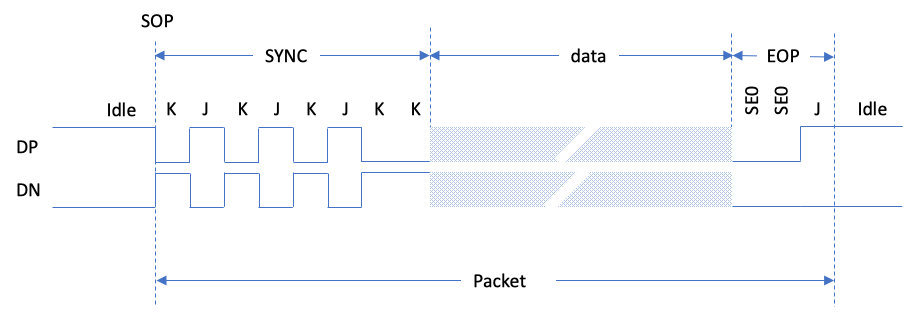 SOP
SYNC data EOP
Idle K J K J K J K K SE0 SE0 J Idle
DP
DN
Packet